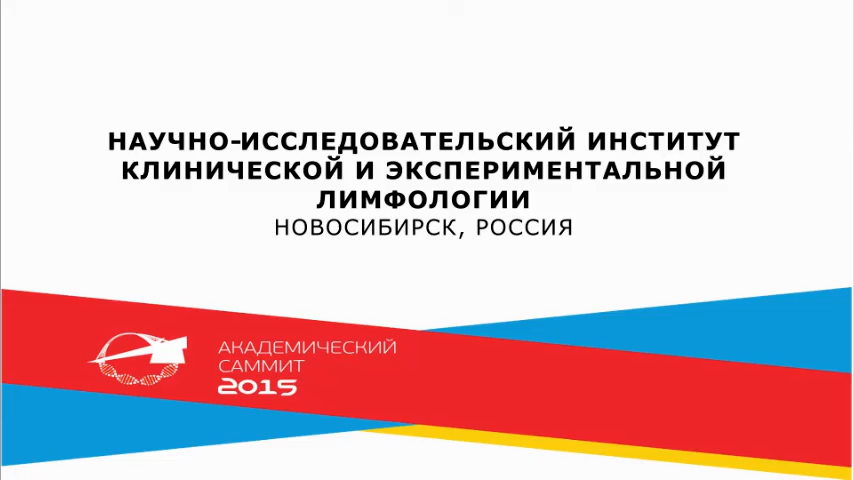 НАУЧНО-ИССЛЕДОВАТЕЛЬСКИЙ ИНСТИТУТ
КЛИНИЧЕСКОЙ И ЭКСПЕРИМЕНТАЛЬНОЙ
ЛИМФОЛОГИИ
НОВОСИБИРСК, РОССИЯ
АКАДЕМИЧЕСКИЙ
САММИТ
2015